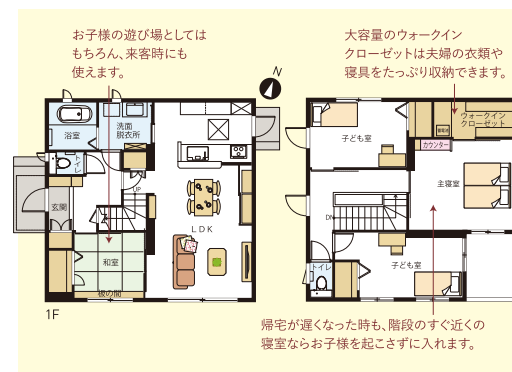 お子様の遊び場としては
もちろん、来客時にも
使えます。
大容量のウォークイン
クローゼットは夫婦の衣類や
寝具をたっぷり収納できます。
N
浴室
洗面
脱衣所
トイレ
UP
玄関
LDK
和室
板の間
1F
子ども室
ウォークイン
クローゼット
カウンター
主寝室
DN
トイレ
子ども室
帰宅が遅くなった時も、階段のすぐ近くの
寝室ならお子様を起こさずに入れます。